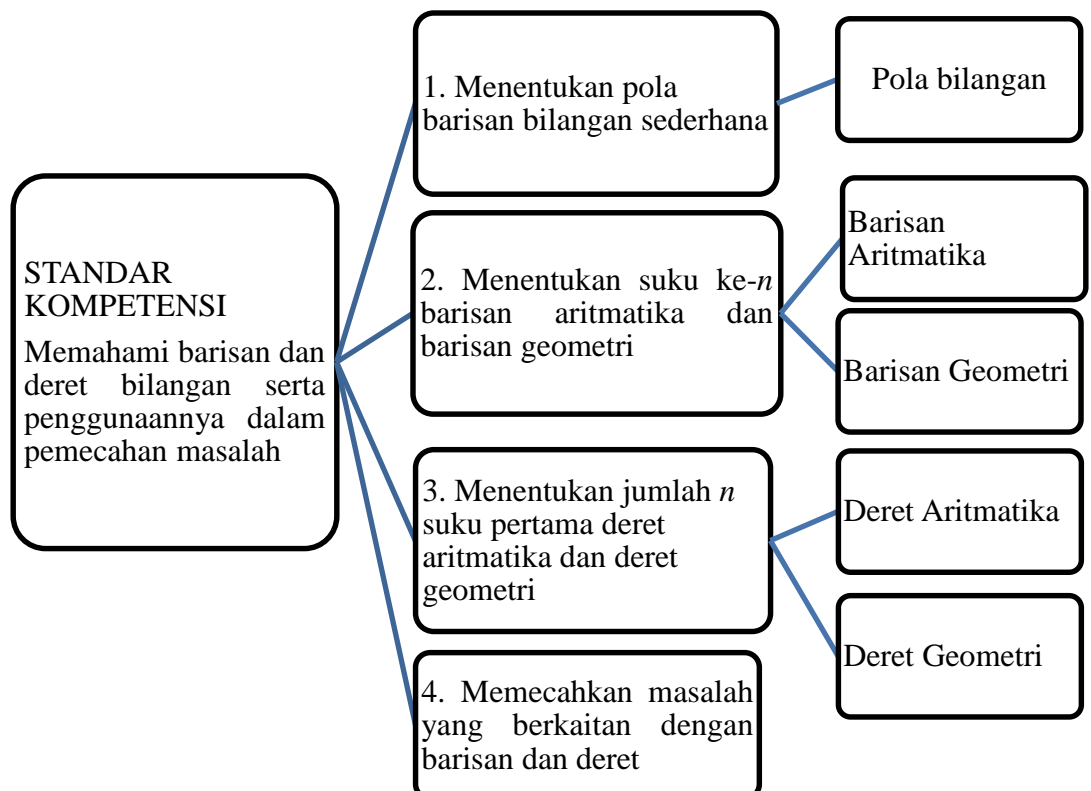 STANDAR
KOMPETENSI
Memahami barisan dan
deret bilangan serta
penggunaannya dalam
pemecahan masalah
1. Menentukan pola
barisan bilangan sederhana
Pola bilangan
2. Menentukan suku ke-n
barisan aritmatika dan
barisan geometri
Barisan
Aritmatika
Barisan Geometri
3. Menentukan jumlah n
suku pertama deret
aritmatika dan deret
geometri
Deret Aritmatika
Deret Geometri
4. Memecahkan masalah
yang berkaitan dengan
barisan dan deret